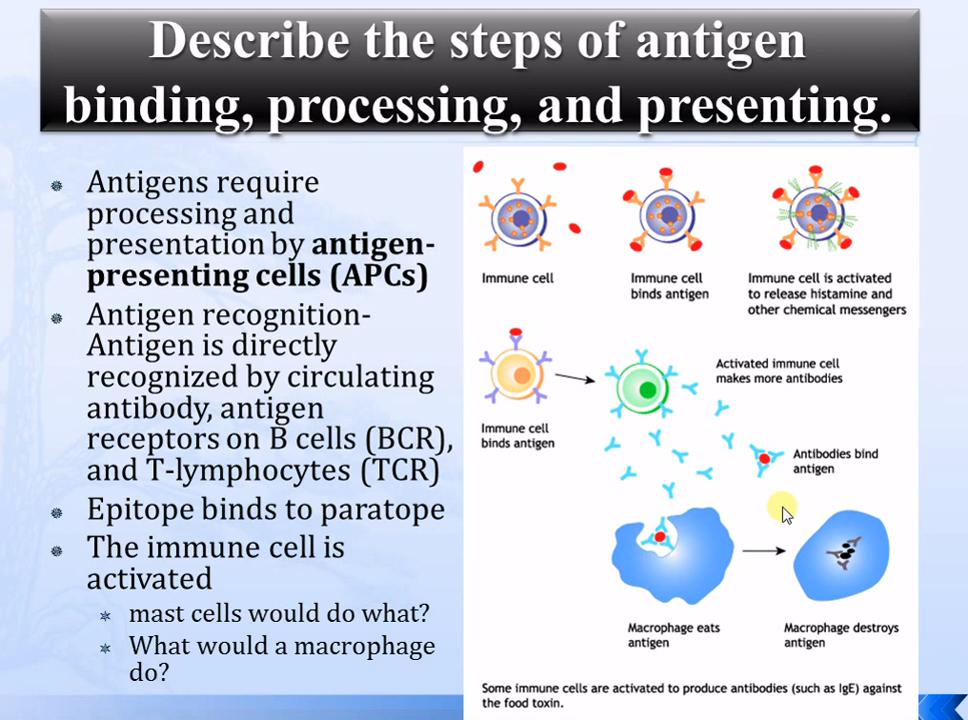 Describe the steps of antigen
binding, processing, and presenting.
Antigens require
processing and
presentation by antigen-
presenting cells (APCs)
Antigen recognition-
Antigen is directly
recognized by circulating
antibody, antigen
receptors on B cells (BCR),
and T-lymphocytes (TCR)
Epitope binds to paratope
The immune cell is
activated
mast cells would do what?
What would a macrophage
do?
Immune cell
Immune cell
binds antigen
Immune cell is activated
to release histamine and
other chemical messengers
Immune cell
binds antigen
Activated immune cell
makes more antibodies
Antibodies bind
antigen
Macrophage eats
antigen
Macrophage destroys
antigen
Some immune cells are activated to produce antibodies (such as IgE) against
the food toxin.